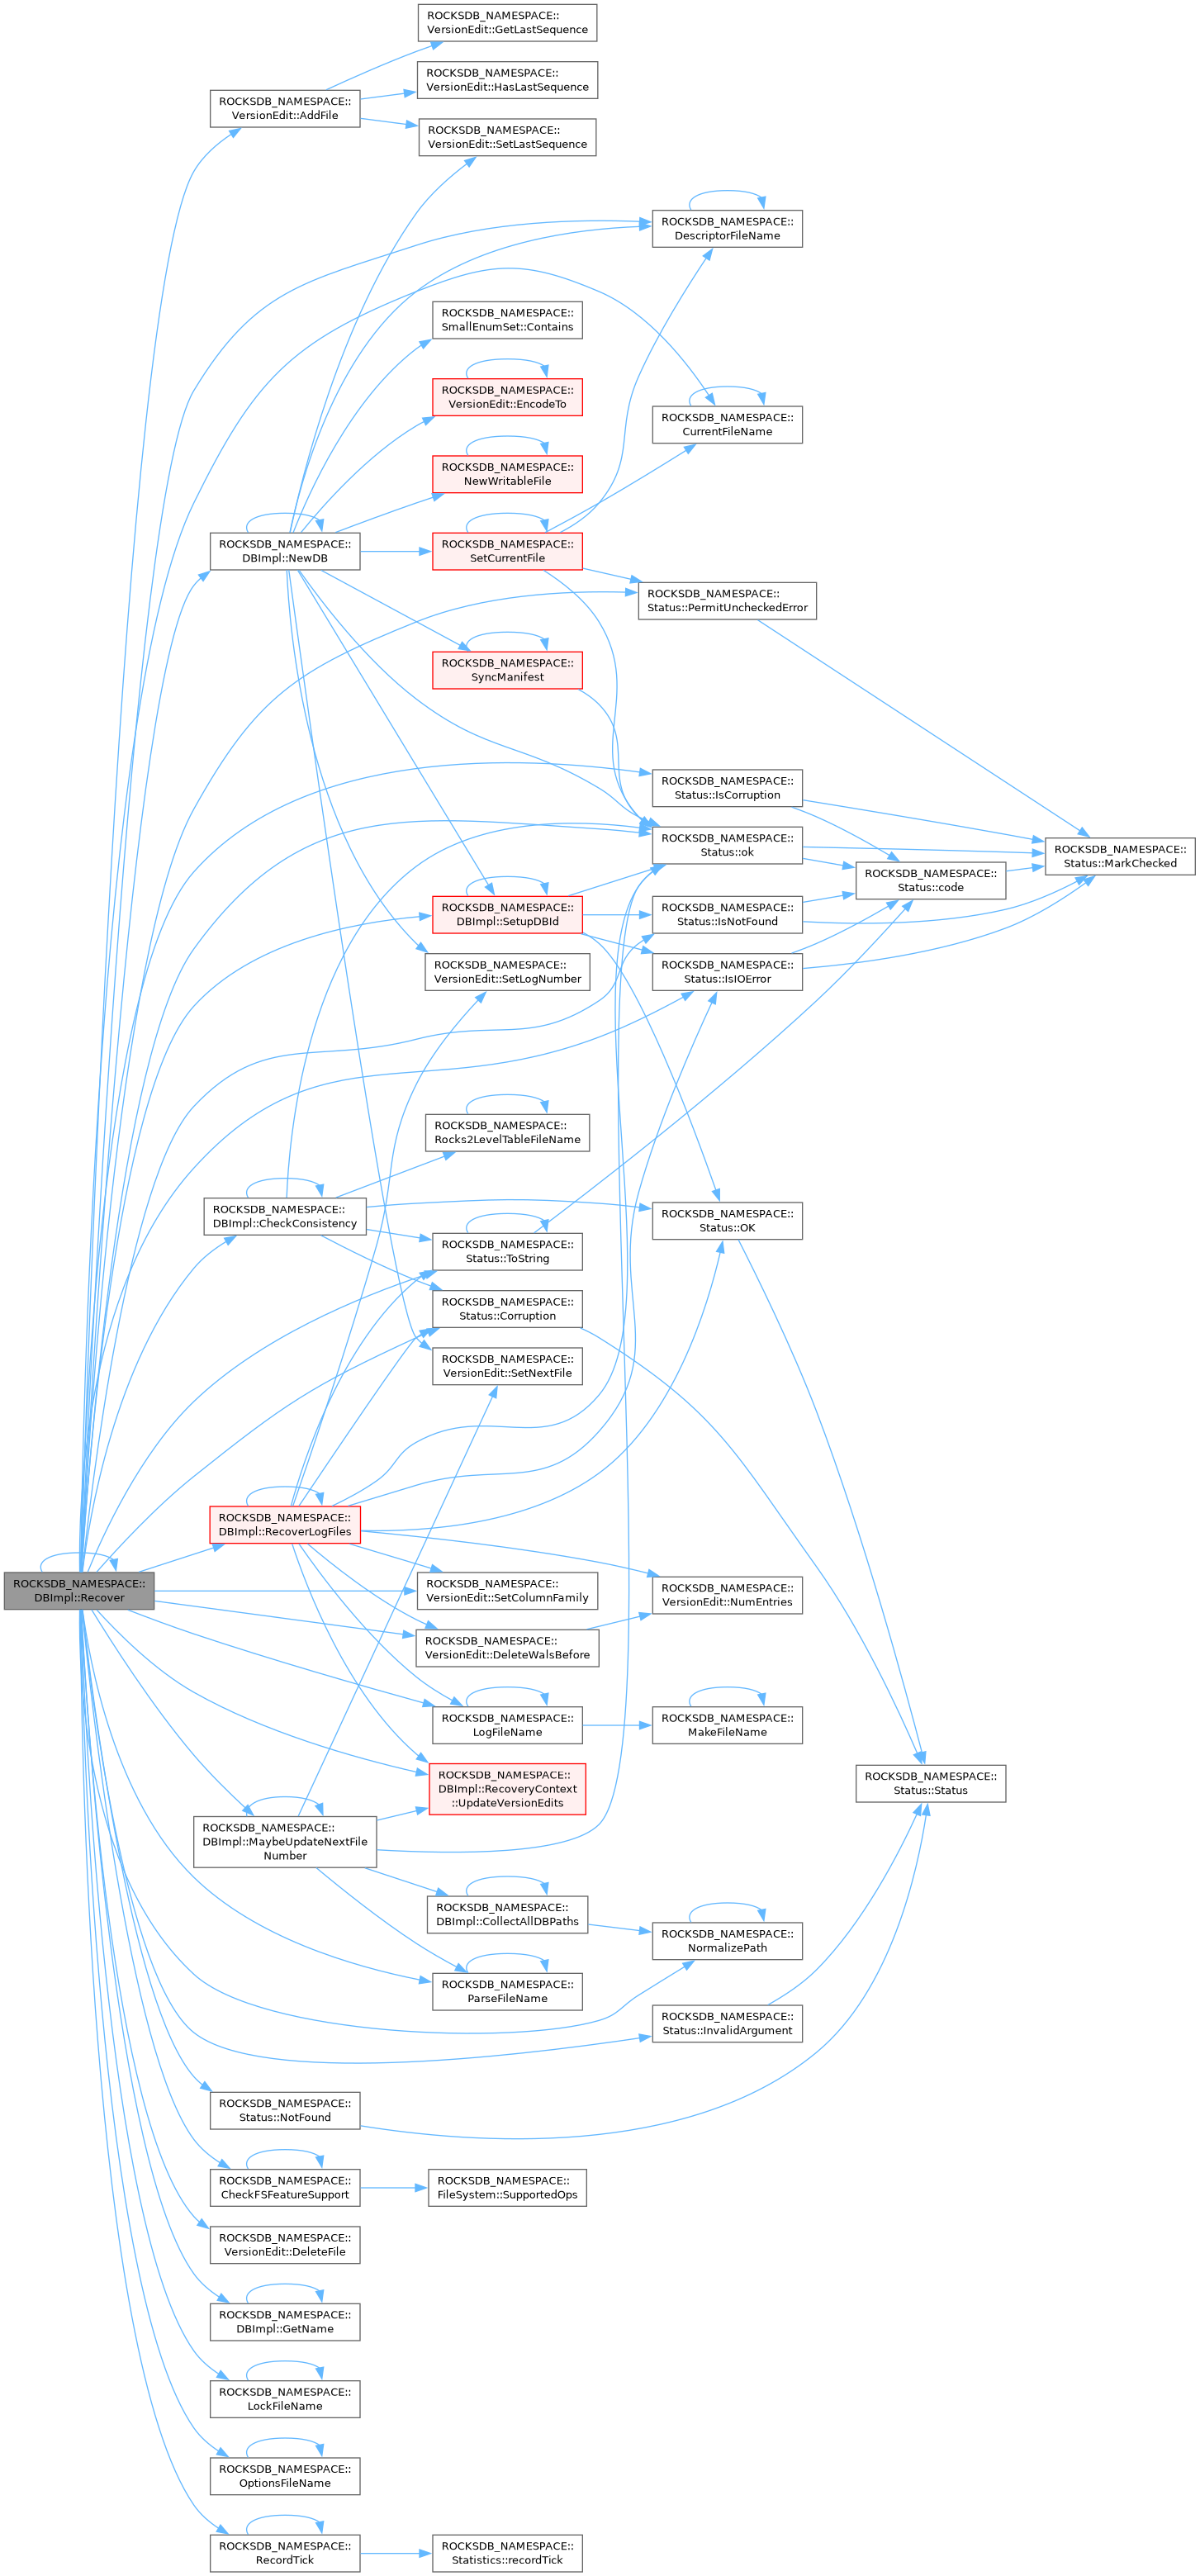 ROCKSDB_NAMESPACE::
VersionEdit::GetLastSequence
ROCKSDB_NAMESPACE::
VersionEdit::HasLastSequence
ROCKSDB_NAMESPACE::
VersionEdit::AddFile
ROCKSDB_NAMESPACE::
VersionEdit::SetLastSequence
ROCKSDB_NAMESPACE::
DescriptorFileName
ROCKSDB_NAMESPACE::
SmallEnumSet::Contains
ROCKSDB_NAMESPACE::
VersionEdit::EncodeTo
ROCKSDB_NAMESPACE::
CurrentFileName
ROCKSDB_NAMESPACE::
NewWritableFile
ROCKSDB_NAMESPACE::
DBImpl::NewDB
ROCKSDB_NAMESPACE::
SetCurrentFile
ROCKSDB_NAMESPACE::
Status::PermitUncheckedError
ROCKSDB_NAMESPACE::
SyncManifest
ROCKSDB_NAMESPACE::
Status::IsCorruption
ROCKSDB_NAMESPACE::
Status::ok
ROCKSDB_NAMESPACE::
Status::MarkChecked
ROCKSDB_NAMESPACE::
Status::code
ROCKSDB_NAMESPACE::
DBImpl::SetupDBId
ROCKSDB_NAMESPACE::
Status::IsNotFound
ROCKSDB_NAMESPACE::
VersionEdit::SetLogNumber
ROCKSDB_NAMESPACE::
Status::IsIOError
ROCKSDB_NAMESPACE::
Rocks2LevelTableFileName
ROCKSDB_NAMESPACE::
DBImpl::CheckConsistency
ROCKSDB_NAMESPACE::
Status::OK
ROCKSDB_NAMESPACE::
Status::ToString
ROCKSDB_NAMESPACE::
Status::Corruption
ROCKSDB_NAMESPACE::
VersionEdit::SetNextFile
ROCKSDB_NAMESPACE::
DBImpl::RecoverLogFiles
ROCKSDB_NAMESPACE::
DBImpl::Recover
ROCKSDB_NAMESPACE::
VersionEdit::SetColumnFamily
ROCKSDB_NAMESPACE::
VersionEdit::NumEntries
ROCKSDB_NAMESPACE::
VersionEdit::DeleteWalsBefore
ROCKSDB_NAMESPACE::
LogFileName
ROCKSDB_NAMESPACE::
MakeFileName
ROCKSDB_NAMESPACE::
DBImpl::RecoveryContext
::UpdateVersionEdits
ROCKSDB_NAMESPACE::
Status::Status
ROCKSDB_NAMESPACE::
DBImpl::MaybeUpdateNextFile
Number
ROCKSDB_NAMESPACE::
DBImpl::CollectAllDBPaths
ROCKSDB_NAMESPACE::
NormalizePath
ROCKSDB_NAMESPACE::
ParseFileName
ROCKSDB_NAMESPACE::
Status::InvalidArgument
ROCKSDB_NAMESPACE::
Status::NotFound
ROCKSDB_NAMESPACE::
CheckFSFeatureSupport
ROCKSDB_NAMESPACE::
FileSystem::SupportedOps
ROCKSDB_NAMESPACE::
VersionEdit::DeleteFile
ROCKSDB_NAMESPACE::
DBImpl::GetName
ROCKSDB_NAMESPACE::
LockFileName
ROCKSDB_NAMESPACE::
OptionsFileName
ROCKSDB_NAMESPACE::
RecordTick
ROCKSDB_NAMESPACE::
Statistics::recordTick